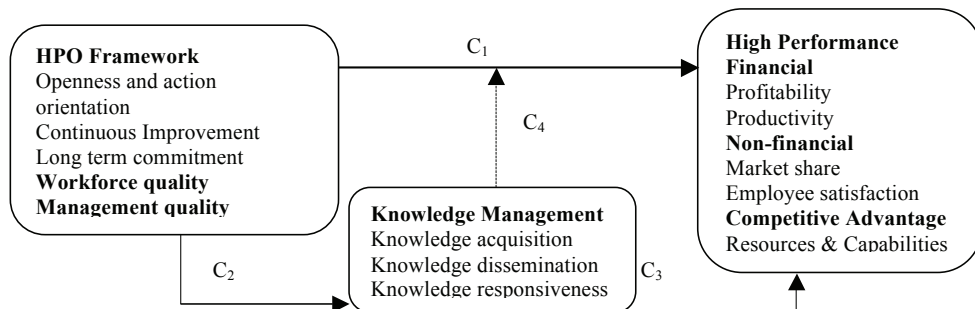 HPO Framework
Openness and action
orientation
Continuous Improvement
Long term commitment
Workforce quality
Management quality
C1
C4
C2
Knowledge Management
Knowledge acquisition
Knowledge dissemination
Knowledge responsiveness
C3
High Performance
Financial
Profitability
Productivity
Non-financial
Market share
Employee satisfaction
Competitive Advantage
Resources & Capabilities